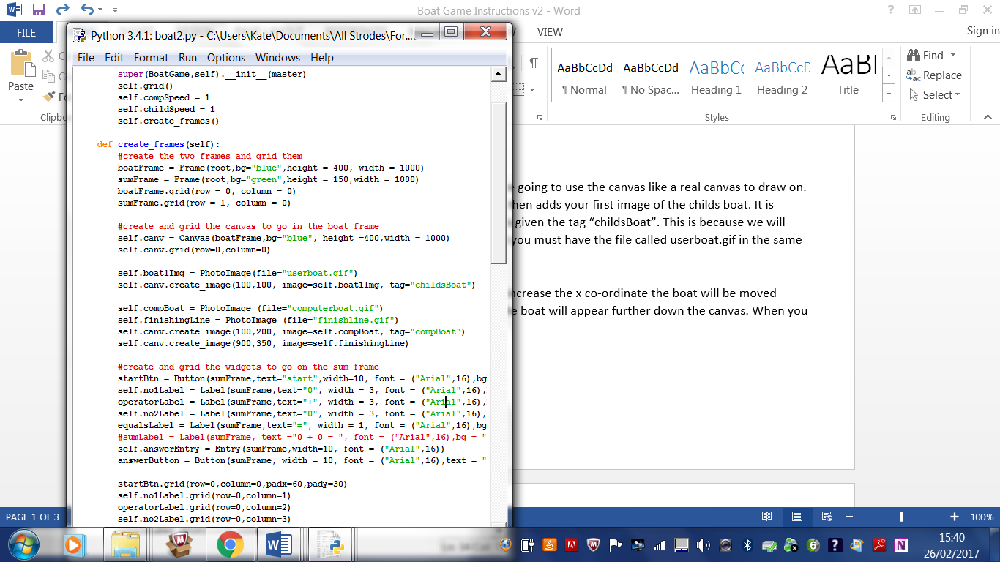 Boat Game Instructions v2 - Word
FILE
VIEW
Sign in
Paste
Clipbo
AaBbCcDd
¶ Normal
AaBbCcDd
¶ No Spac...
AaBbCc
Heading 1
AaBbCcE
Heading 2
AaBl
Title
Styles
Find
Replace
Select
Editing
Python 3.4.1: boat2.py - C:\Users\Kate\Documents\All Strodes\For...
File Edit Format Run Options Windows Help
super(BoatGame,self).__init__(master)
self.grid()
self.compSpeed = 1
self.childSpeed = 1
self.create_frames()
def create_frames(self):
#create the two frames and grid them
boatFrame = Frame(root,bg="blue",height = 400, width = 1000)
sumFrame = Frame(root,bg="green",height = 150,width = 1000)
boatFrame.grid(row = 0, column = 0)
sumFrame.grid(row = 1, column = 0)
#create and grid the canvas to go in the boat frame
self.canv = Canvas(boatFrame,bg="blue", height =400,width = 1000)
self.canv.grid(row=0,column=0)
self.boat1Img = PhotoImage(file="userboat.gif")
self.canv.create_image(100,100, image=self.boat1Img, tag="childsBoat")
self.compBoat = PhotoImage (file="computerboat.gif")
self.finishingLine = PhotoImage (file="finishline.gif")
self.canv.create_image(100,200, image=self.compBoat, tag="compBoat")
self.canv.create_image(900,350, image=self.finishingLine)
#create and grid the widgets to go on the sum frame
startBtn = Button(sumFrame,text="start",width=10, font = ("Arial",16),bg
self.no1Label = Label(sumFrame,text="0", width = 3, font = ("Arial",16),
operatorLabel = Label(sumFrame,text="+", width = 3, font = ("Arial",16),
self.no2Label = Label(sumFrame,text="0", width = 3, font = ("Arial",16),
equalsLabel = Label(sumFrame,text="=", width = 1, font = ("Arial",16),bg
#sumLabel = Label(sumFrame, text ="0 + 0 = ", font = ("Arial",16),bg = "
self.answerEntry = Entry(sumFrame,width=10, font = ("Arial",16))
answerButton = Button(sumFrame, width = 10, font = ("Arial",16),text = "
startBtn.grid(row=0,column=0,padx=60,pady=30)
self.no1Label.grid(row=0,column=1)
operatorLabel.grid(row=0,column=2)
self.no2Label.grid(row=0,column=3)
going to use the canvas like a real canvas to draw on.
hen adds your first image of the childs boat. It is
given the tag “childsBoat”. This is because we will
you must have the file called userboat.gif in the same
ncrease the x co-ordinate the boat will be moved
e boat will appear further down the canvas. When you
PAGE 1 OF 3
100%
15:40
26/02/2017